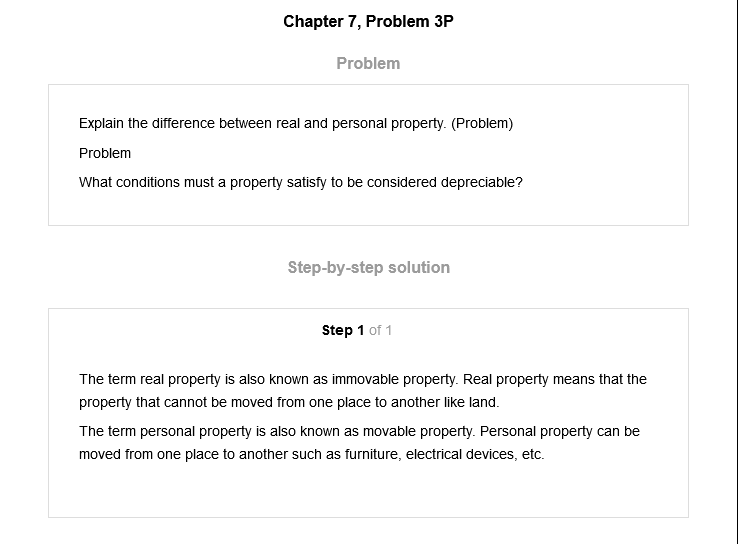 Chapter 7, Problem 3P
Problem
Explain the difference between real and personal property. (Problem)
Problem
What conditions must a property satisfy to be considered depreciable?
Step-by-step solution
Step 1 of 1
The term real property is also known as immovable property. Real property means that the
property that cannot be moved from one place to another like land.
The term personal property is also known as movable property. Personal property can be
moved from one place to another such as furniture, electrical devices, etc.